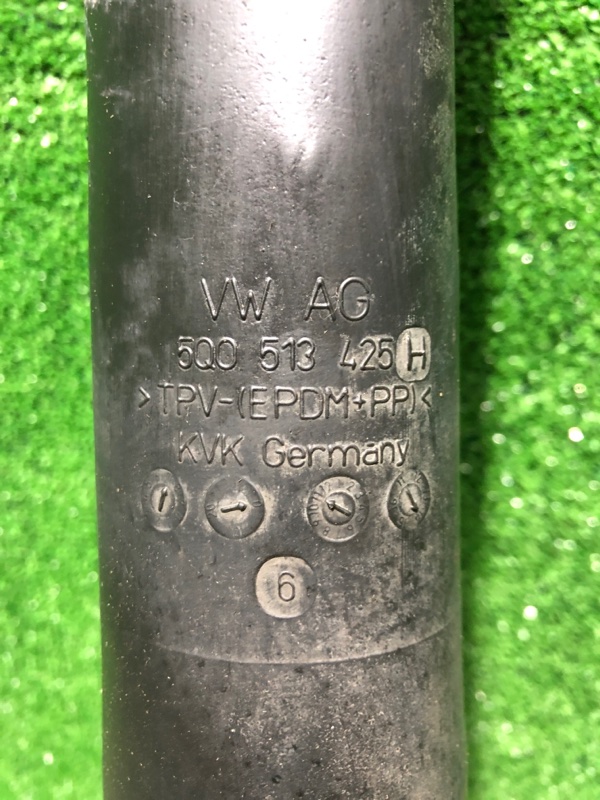 VW AG
5Q0 513 425 H
>TPV-(EPDM+PP)<
KVK Germany
6